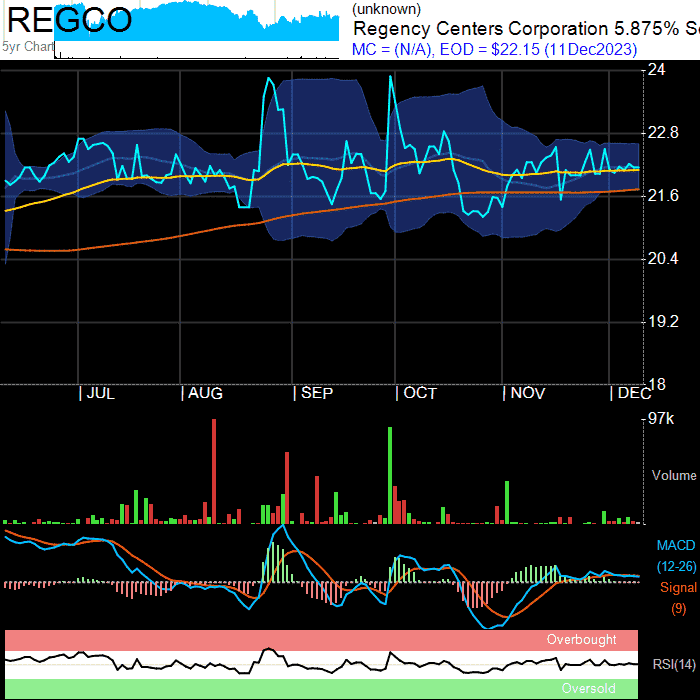 REGCO
(unknown)
Regency Centers Corporation 5.875% S
5yr Chart
MC = (N/A), EOD = $22.15 (11Dec2023)
24
22.8
21.6
20.4
19.2
18
JUL AUG SEP OCT NOV DEC
97k
Volume
MACD
(12-26)
Signal
(9)
Overbought
RSI(14)
Oversold